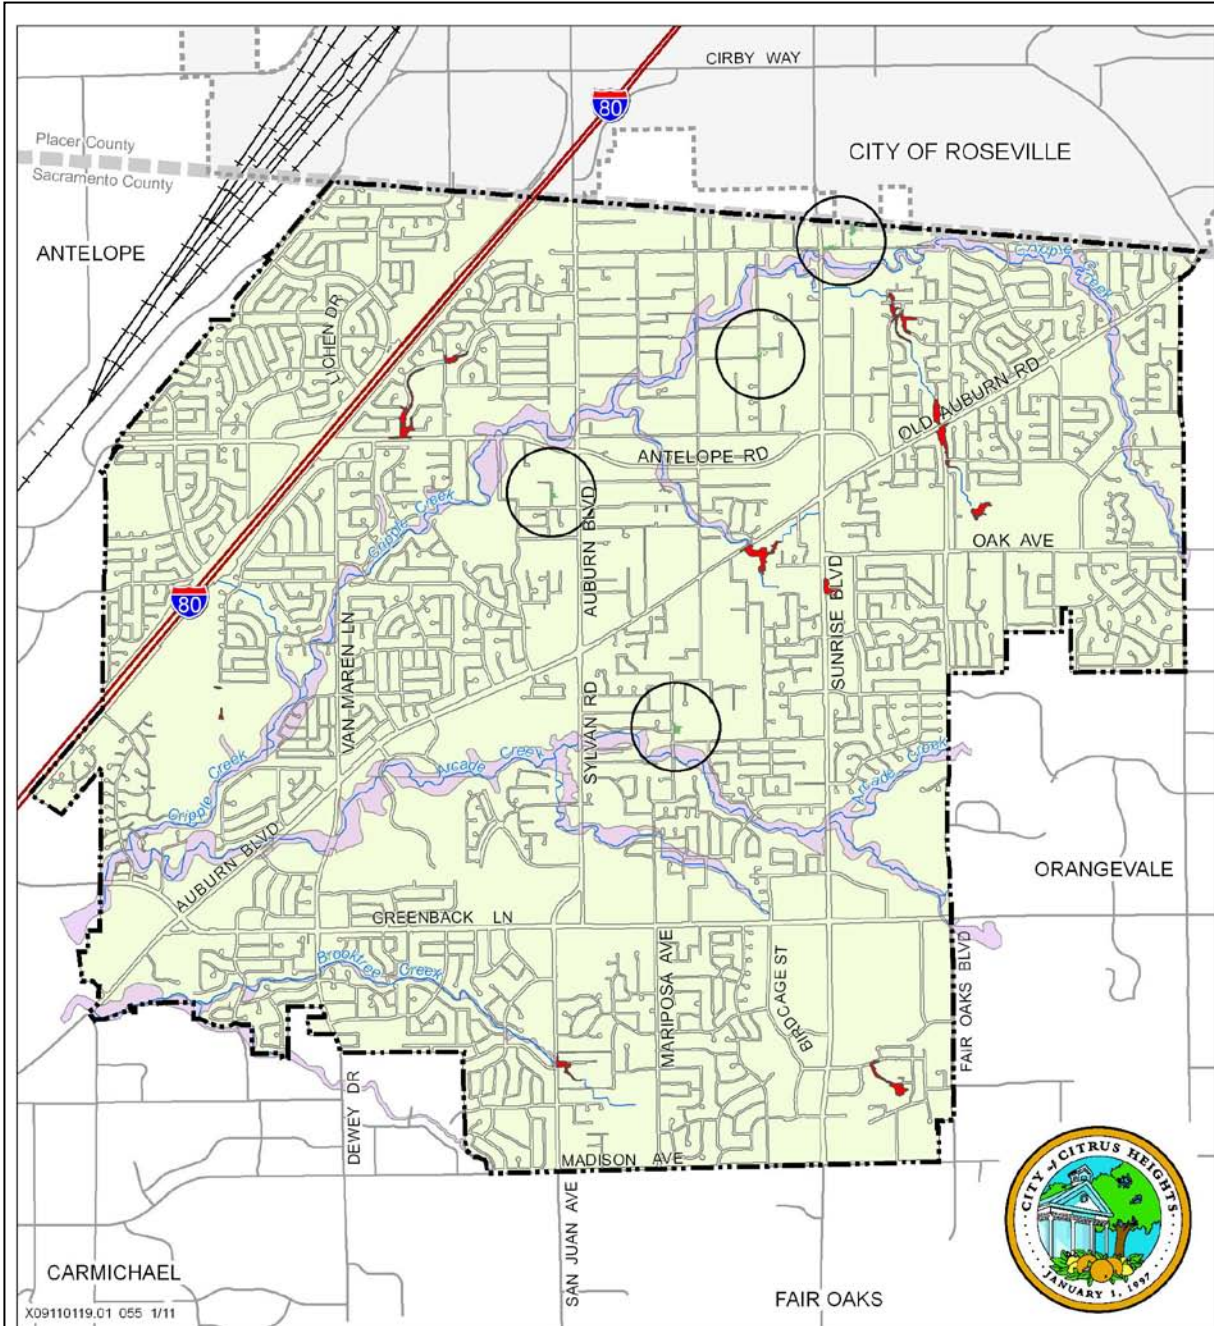 CIRBY WAY
80
Placer County
CITY OF ROSEVILLE
Sacramento County
ANTELOPE
Cripple Creek
LICHEN DR
OLD AUBURN RD
ANTELOPE RD
Cripple Creek
AUBURN BLVD
OAK AVE
80
VAN MAREN LN
SUNRISE BLVD
SYLVAN RD
Cripple Creek
Arcade Creek
Arcade Creek
AUBURN BLVD
ORANGEVALE
GREENBACK LN
Brooktree Creek
MARIPOSA AVE
BIRDCAGE ST
FAIR OAKS BLVD
DEWEY DR
MADISON AVE
SAN JUAN AVE
CITY of CITRUS HEIGHTS
JANUARY 1, 1997
CARMICHAEL
FAIR OAKS
X09110119.01 055 1/11